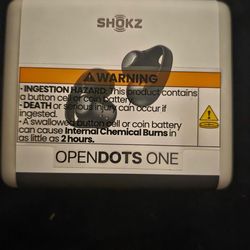 SHOKZ
WARNING
• INGESTION HAZARD: This product contains
a button cell or coin battery.
• DEATH or serious injury can occur if
ingested.
• A swallowed button cell or coin battery
can cause Internal Chemical Burns in
as little as 2 hours.
OPENDOTS ONE